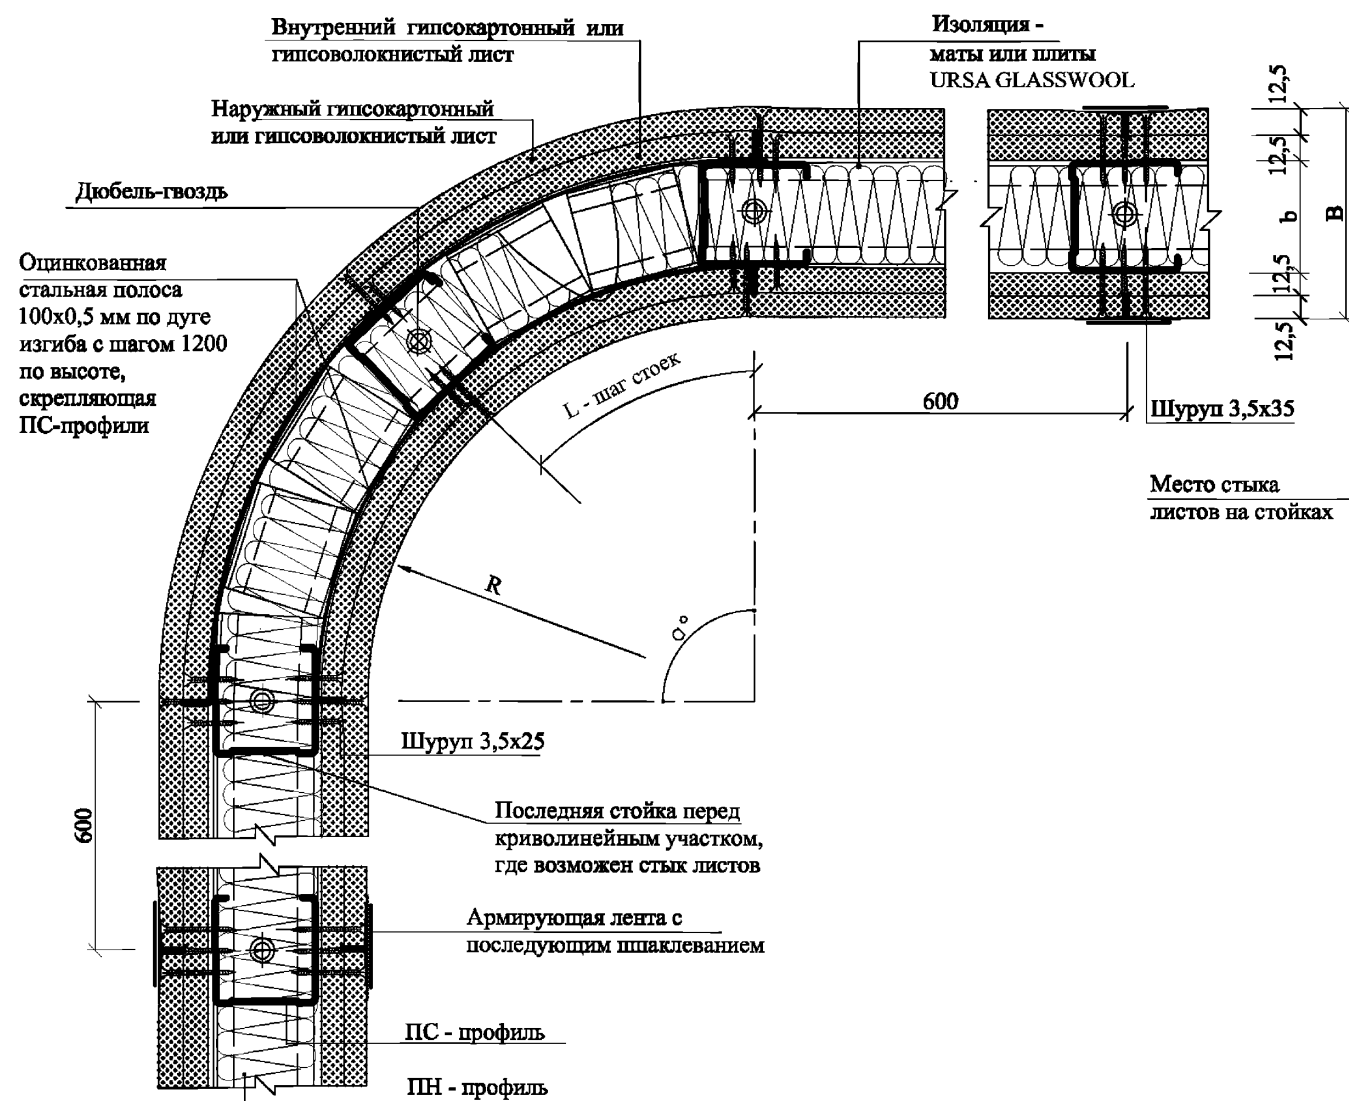 Внутренний гипсокартонный или
гипсоволокнистый лист
Изоляция -
маты или плиты
URSA GLASSWOOL
Наружный гипсокартонный
или гипсоволокнистый лист
Дюбель-гвоздь
Оцинкованная
стальная полоса
100х0,5 мм по дуге
изгиба с шагом 1200
по высоте,
скрепляющая
ПС-профили
12,5
12,5
b
B
12,5
12,5
L - шаг стоек
600
Шуруп 3,5х35
Место стыка
листов на стойках
R
α°
Шуруп 3,5х25
600
Последняя стойка перед
криволинейным участком,
где возможен стык листов
Армирующая лента с
последующим шпаклеванием
ПС - профиль
ПН - профиль